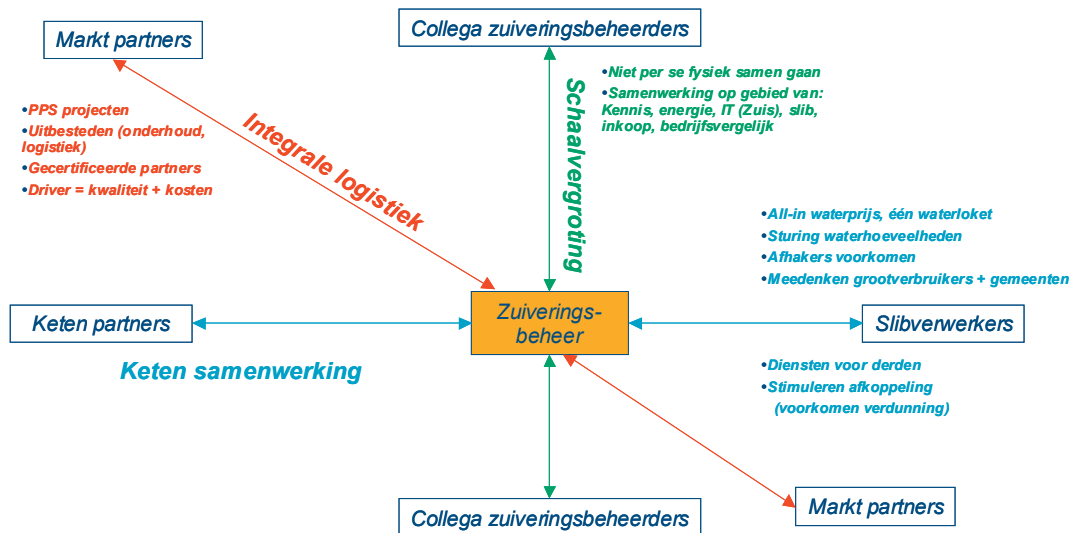 Markt partners
Collega zuiveringsbeheerders
•PPS projecten
•Uitbesteden (onderhoud,
logistiek)
•Gecertificeerde partners
•Driver = kwaliteit + kosten
Integrale logistiek
Schaalvergroting
•Niet per se fysiek samen gaan
•Samenwerking op gebied van:
Kennis, energie, IT (Zuis), slib,
inkoop, bedrijfsvergelijk
•All-in waterprijs, één waterloket
•Sturing waterhoeveelheden
•Afhakers voorkomen
•Meedenken grootverbruikers + gemeenten
Keten partners
Zuiverings-
beheer
Slibverwerkers
Keten samenwerking
•Diensten voor derden
•Stimuleren afkoppeling
(voorkomen verdunning)
Collega zuiveringsbeheerders
Markt partners